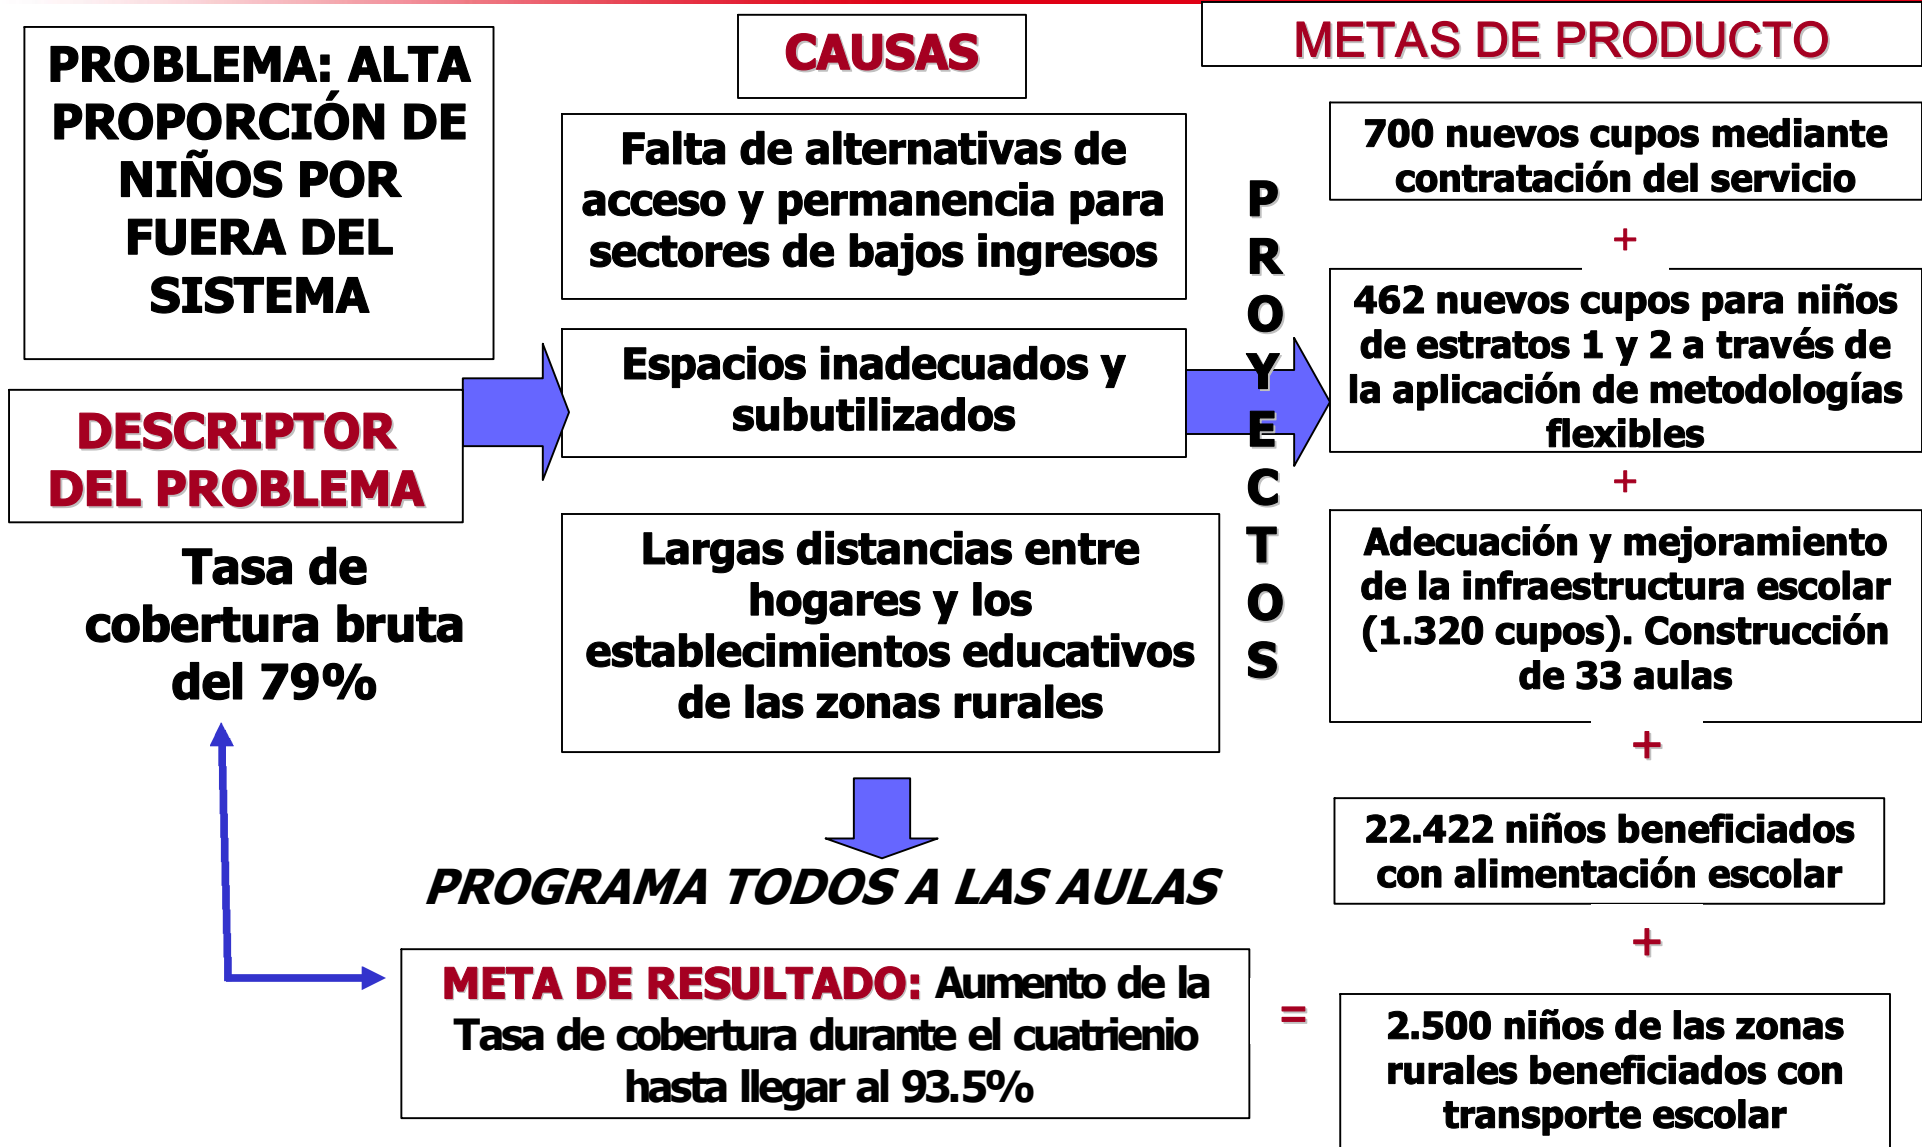 PROBLEMA: ALTA
PROPORCIÓN DE
NIÑOS POR
FUERA DEL
SISTEMA
DESCRIPTOR
DEL PROBLEMA
Tasa de
cobertura bruta
del 79%
CAUSAS
Falta de alternativas de
acceso y permanencia para
sectores de bajos ingresos
Espacios inadecuados y
subutilizados
Largas distancias entre
hogares y los
establecimientos educativos
de las zonas rurales
PROGRAMA TODOS A LAS AULAS
META DE RESULTADO: Aumento de la
Tasa de cobertura durante el cuatrienio
hasta llegar al 93.5%
=
PROYECTOS
METAS DE PRODUCTO
700 nuevos cupos mediante
contratación del servicio
+
462 nuevos cupos para niños
de estratos 1 y 2 a través de
la aplicación de metodologías
flexibles
+
Adecuación y mejoramiento
de la infraestructura escolar
(1.320 cupos). Construcción
de 33 aulas
+
22.422 niños beneficiados
con alimentación escolar
+
2.500 niños de las zonas
rurales beneficiados con
transporte escolar